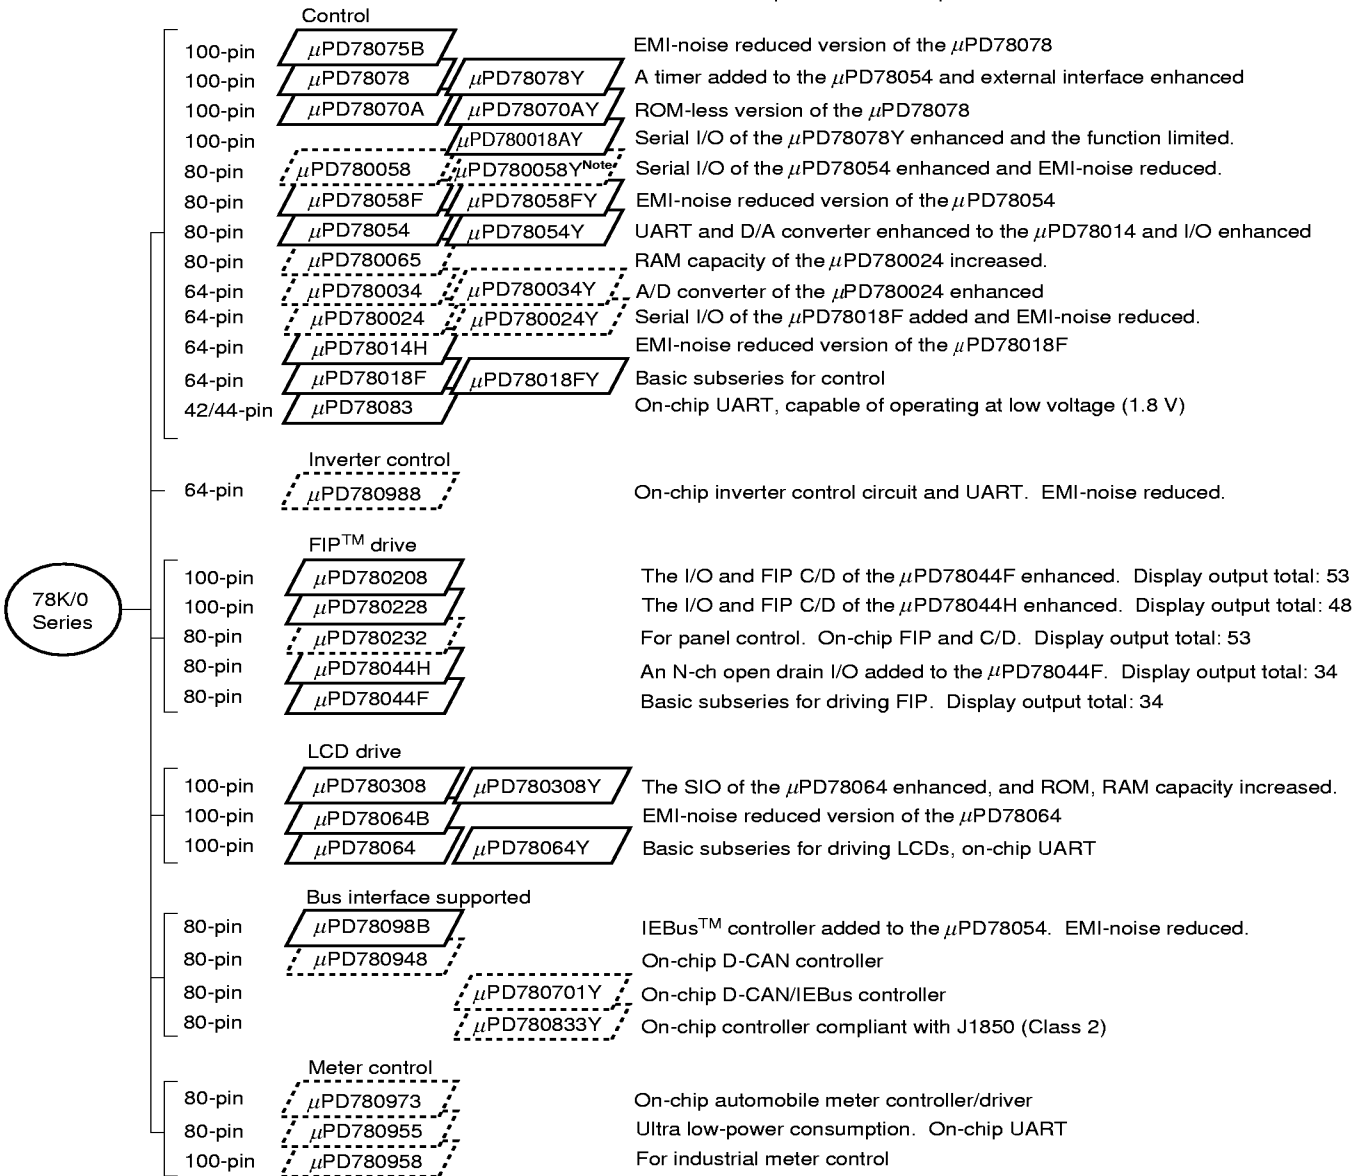 Control
100-pin μPD78075B EMI-noise reduced version of the μPD78078
100-pin μPD78078 μPD78078Y A timer added to the μPD78054 and external interface enhanced
100-pin μPD78070A μPD78070AY ROM-less version of the μPD78078
100-pin μPD780018AY Serial I/O of the μPD78078Y enhanced and the function limited.
80-pin μPD780058 μPD780058YNote Serial I/O of the μPD78054 enhanced and EMI-noise reduced.
80-pin μPD78058F μPD78058FY EMI-noise reduced version of the μPD78054
80-pin μPD78054 μPD78054Y UART and D/A converter enhanced to the μPD78014 and I/O enhanced
80-pin μPD780065 RAM capacity of the μPD780024 increased.
64-pin μPD780034 μPD780034Y A/D converter of the μPD780024 enhanced
64-pin μPD780024 μPD780024Y Serial I/O of the μPD78018F added and EMI-noise reduced.
64-pin μPD78014H EMI-noise reduced version of the μPD78018F
64-pin μPD78018F μPD78018FY Basic subseries for control
42/44-pin μPD78083 On-chip UART, capable of operating at low voltage (1.8 V)
Inverter control
64-pin μPD780988 On-chip inverter control circuit and UART. EMI-noise reduced.
78K/0
Series
FIPTM drive
100-pin μPD780208 The I/O and FIP C/D of the μPD78044F enhanced. Display output total: 53
100-pin μPD780228 The I/O and FIP C/D of the μPD78044H enhanced. Display output total: 48
80-pin μPD780232 For panel control. On-chip FIP and C/D. Display output total: 53
80-pin μPD78044H An N-ch open drain I/O added to the μPD78044F. Display output total: 34
80-pin μPD78044F Basic subseries for driving FIP. Display output total: 34
LCD drive
100-pin μPD780308 μPD780308Y The SIO of the μPD78064 enhanced, and ROM, RAM capacity increased.
100-pin μPD78064B EMI-noise reduced version of the μPD78064
100-pin μPD78064 μPD78064Y Basic subseries for driving LCDs, on-chip UART
Bus interface supported
80-pin μPD78098B IEBusTM controller added to the μPD78054. EMI-noise reduced.
80-pin μPD780948 On-chip D-CAN controller
80-pin μPD780701Y On-chip D-CAN/IEBus controller
80-pin μPD780833Y On-chip controller compliant with J1850 (Class 2)
Meter control
80-pin μPD780973 On-chip automobile meter controller/driver
80-pin μPD780955 Ultra low-power consumption. On-chip UART
100-pin μPD780958 For industrial meter control